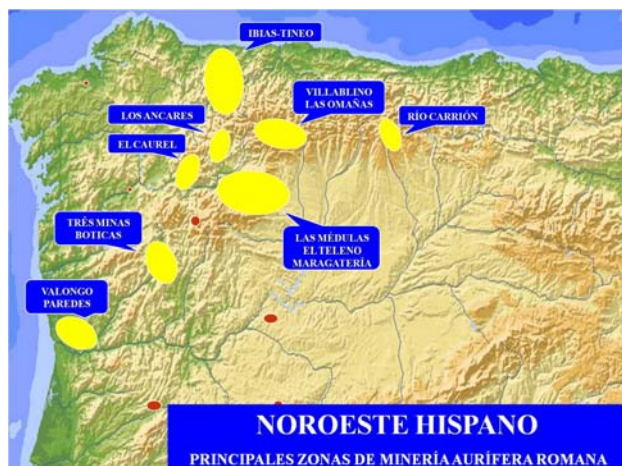 IBIAS-TINEO
VILLABLINO
LAS OMAÑAS
LOS ANCARES
RÍO CARRIÓN
EL CAUREL
TRÊS MINAS
BOTICAS
LAS MÉDULAS
EL TELENO
MARAGATERÍA
VALONGO
PAREDES
NOROESTE HISPANO
PRINCIPALES ZONAS DE MINERÍA AURÍFERA ROMANA